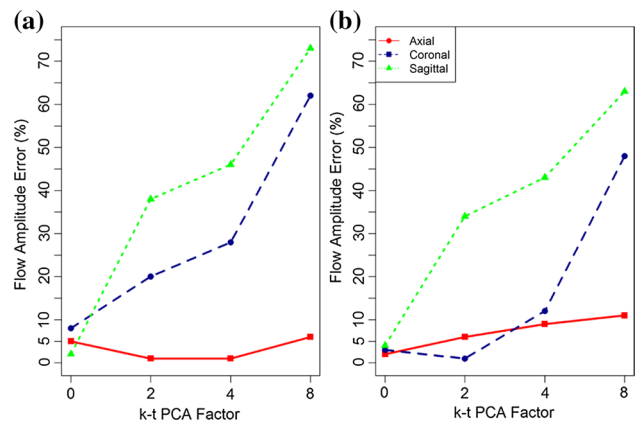 (a)
Flow Amplitude Error (%)
70
60
50
40
30
20
10
5
0
0 2 4 8
k-t PCA Factor
(b)
Axial
Coronal
Sagittal
Flow Amplitude Error (%)
70
60
50
40
30
20
10
5
0
0 2 4 8
k-t PCA Factor